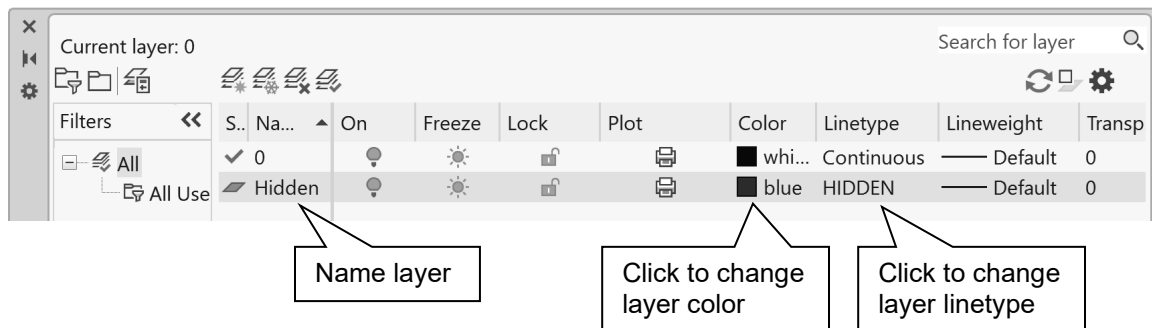 Current layer: 0
Search for layer
Filters
S.. Na... On Freeze Lock Plot Color Linetype Lineweight Transp
All
0 whi... Continuous Default 0
All Use
Hidden blue HIDDEN Default 0
Name layer
Click to change
layer color
Click to change
layer linetype